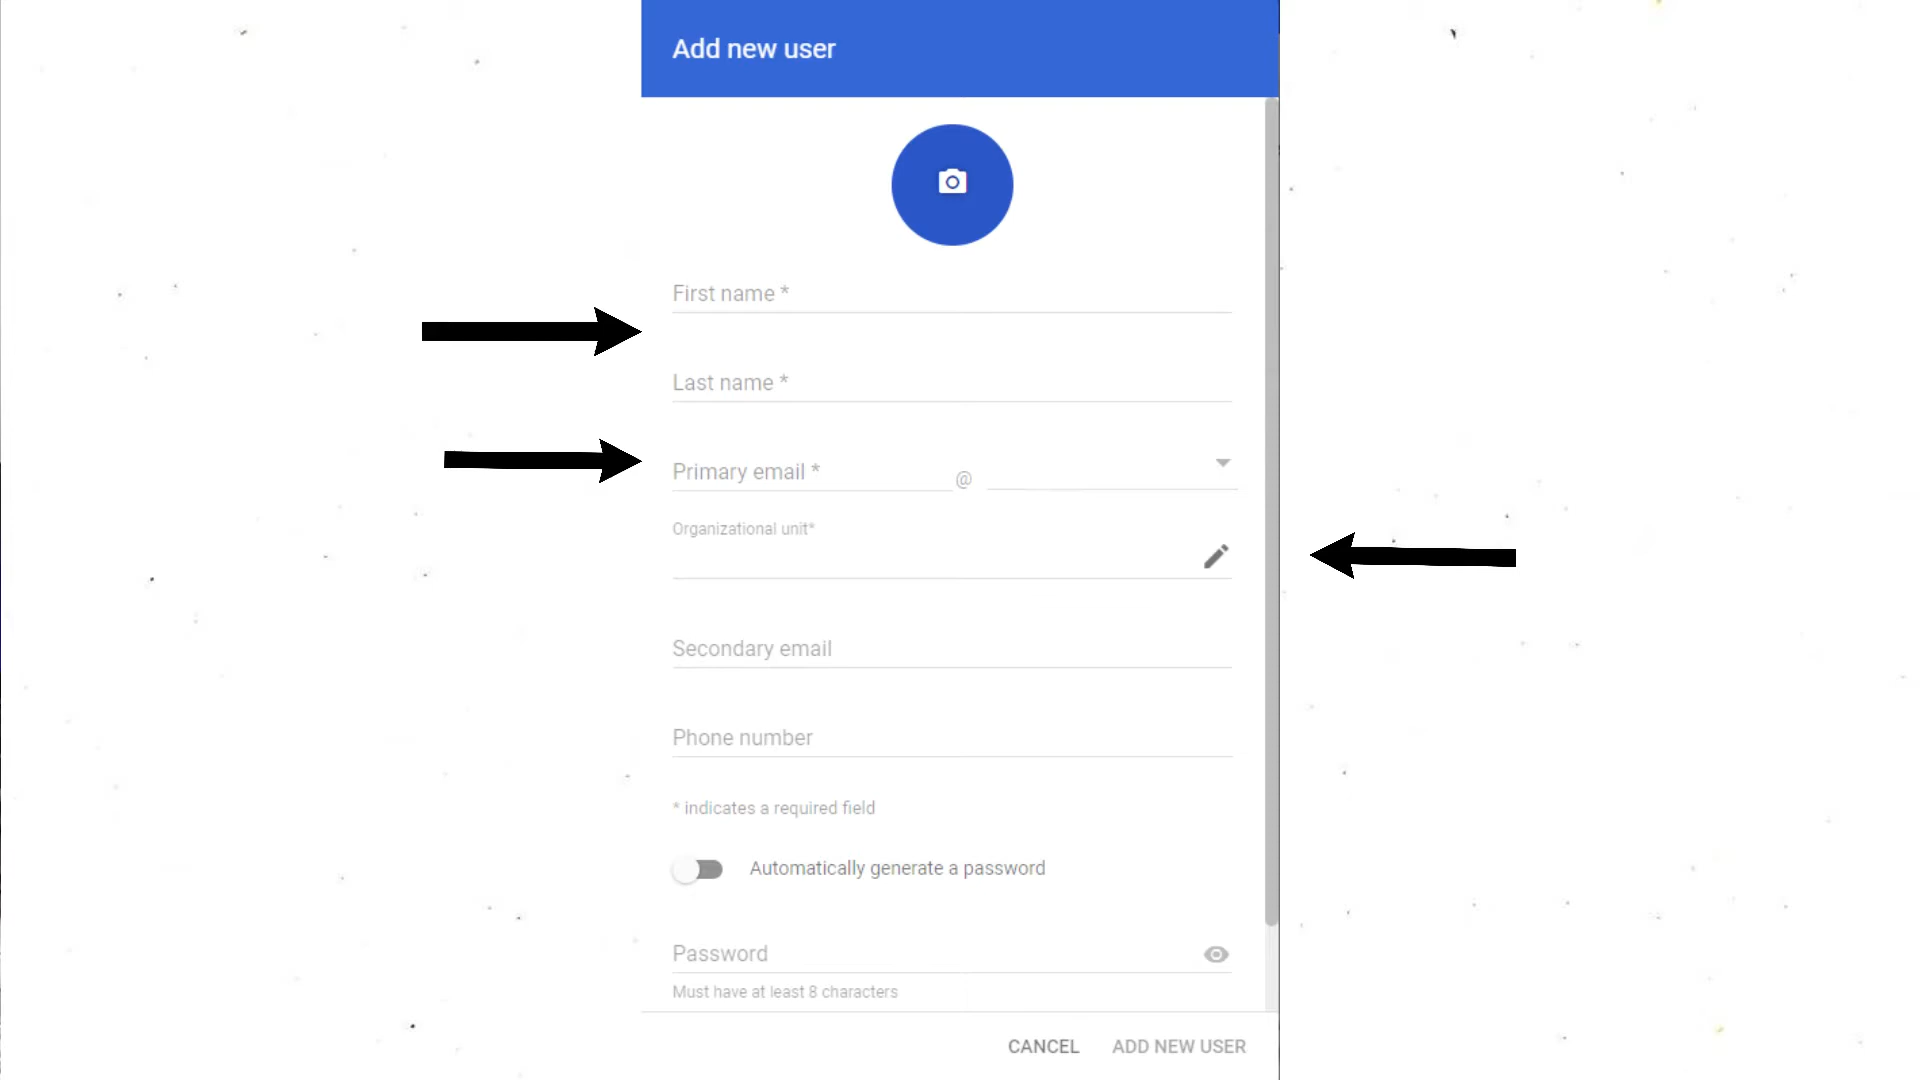 Add new user
First name *
Last name *
Primary email *
@
Organizational unit*
Secondary email
Phone number
* indicates a required field
Automatically generate a password
Password
Must have at least 8 characters
CANCEL ADD NEW USER